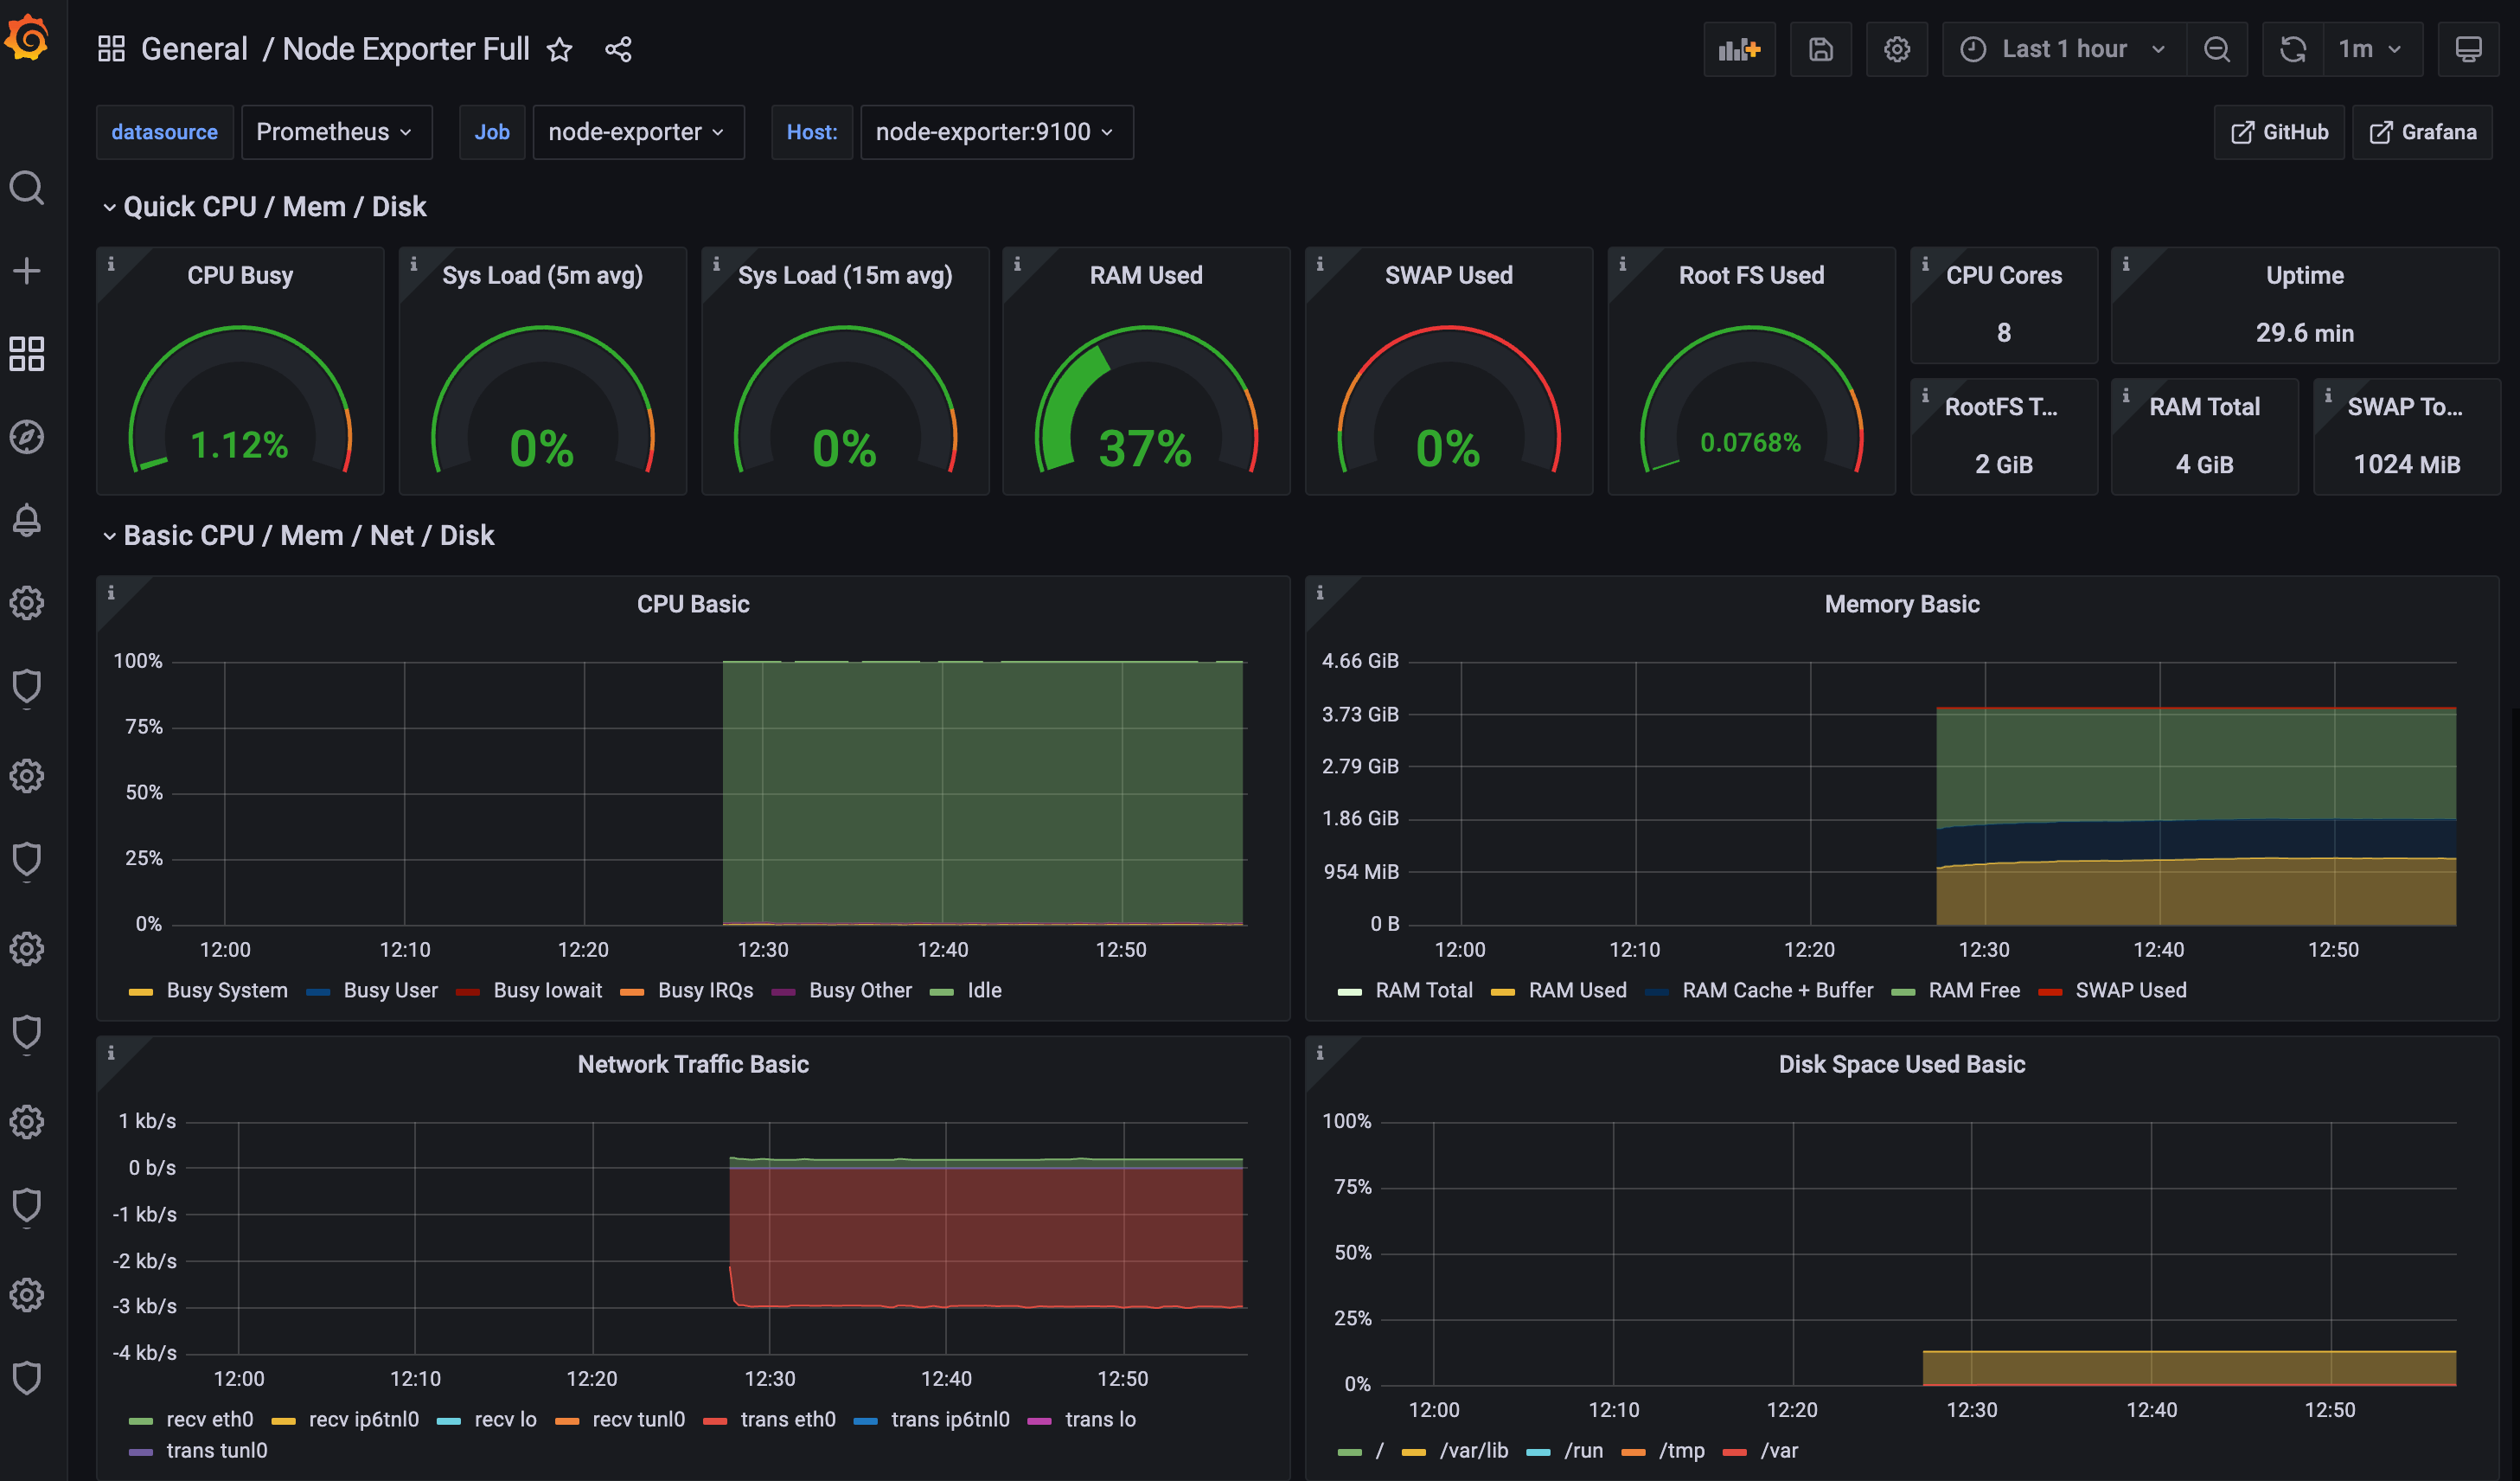 General / Node Exporter Full
Last 1 hour
1m
datasource Prometheus Job node-exporter Host: node-exporter:9100 GitHub Grafana
Quick CPU / Mem / Disk
CPU Busy
1.12%
Sys Load (5m avg)
0%
Sys Load (15m avg)
0%
RAM Used
37%
SWAP Used
0%
Root FS Used
0.0768%
CPU Cores
8
Uptime
29.6 min
RootFS T...
2 GiB
RAM Total
4 GiB
SWAP To...
1024 MiB
Basic CPU / Mem / Net / Disk
CPU Basic
100%
75%
50%
25%
0%
12:00 12:10 12:20 12:30 12:40 12:50
Busy System Busy User Busy Iowait Busy IRQs Busy Other Idle
Memory Basic
4.66 GiB
3.73 GiB
2.79 GiB
1.86 GiB
954 MiB
0 B
12:00 12:10 12:20 12:30 12:40 12:50
RAM Total RAM Used RAM Cache + Buffer RAM Free SWAP Used
Network Traffic Basic
1 kb/s
0 b/s
-1 kb/s
-2 kb/s
-3 kb/s
-4 kb/s
12:00 12:10 12:20 12:30 12:40 12:50
recv eth0 recv ip6tnl0 recv lo recv tunl0 trans eth0 trans ip6tnl0 trans lo
trans tunl0
Disk Space Used Basic
100%
75%
50%
25%
0%
12:00 12:10 12:20 12:30 12:40 12:50
/ /var/lib /run /tmp /var